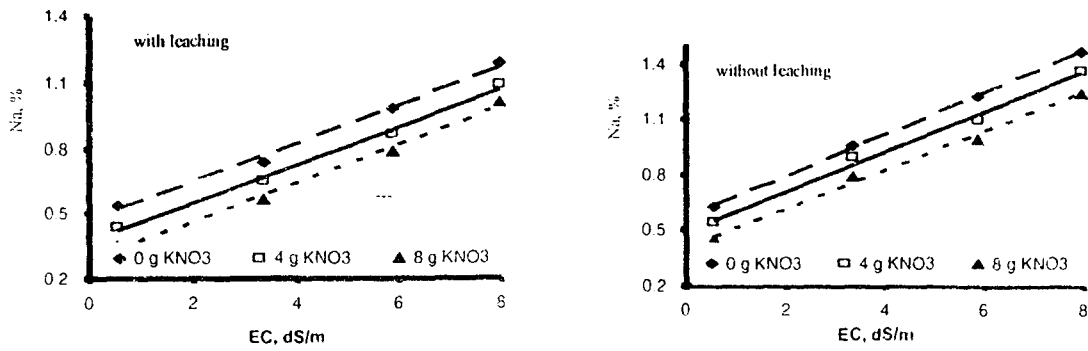 1.4
with leaching
1.1
Na, %
0.8
0.5
0 g KNO3 4 g KNO3 8 g KNO3
0.2
0 2 4 6 8
EC, dS/m
1.4
without leaching
1.1
Na, %
0.8
0.5
0 g KNO3 4 g KNO3 8 g KNO3
0.2
0 2 4 6 8
EC, dS/m